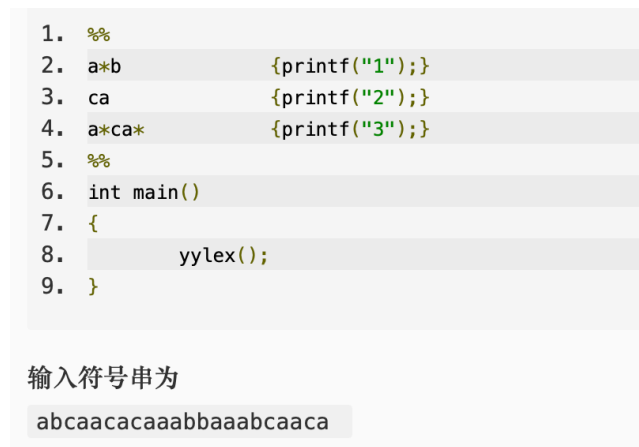 1. %%
2. a*b {printf("1");}
3. ca {printf("2");}
4. a*ca* {printf("3");}
5. %%
6. int main()
7. {
8. yylex();
9. }
输入符号串为
abcaacacaaabbaaabcaaca